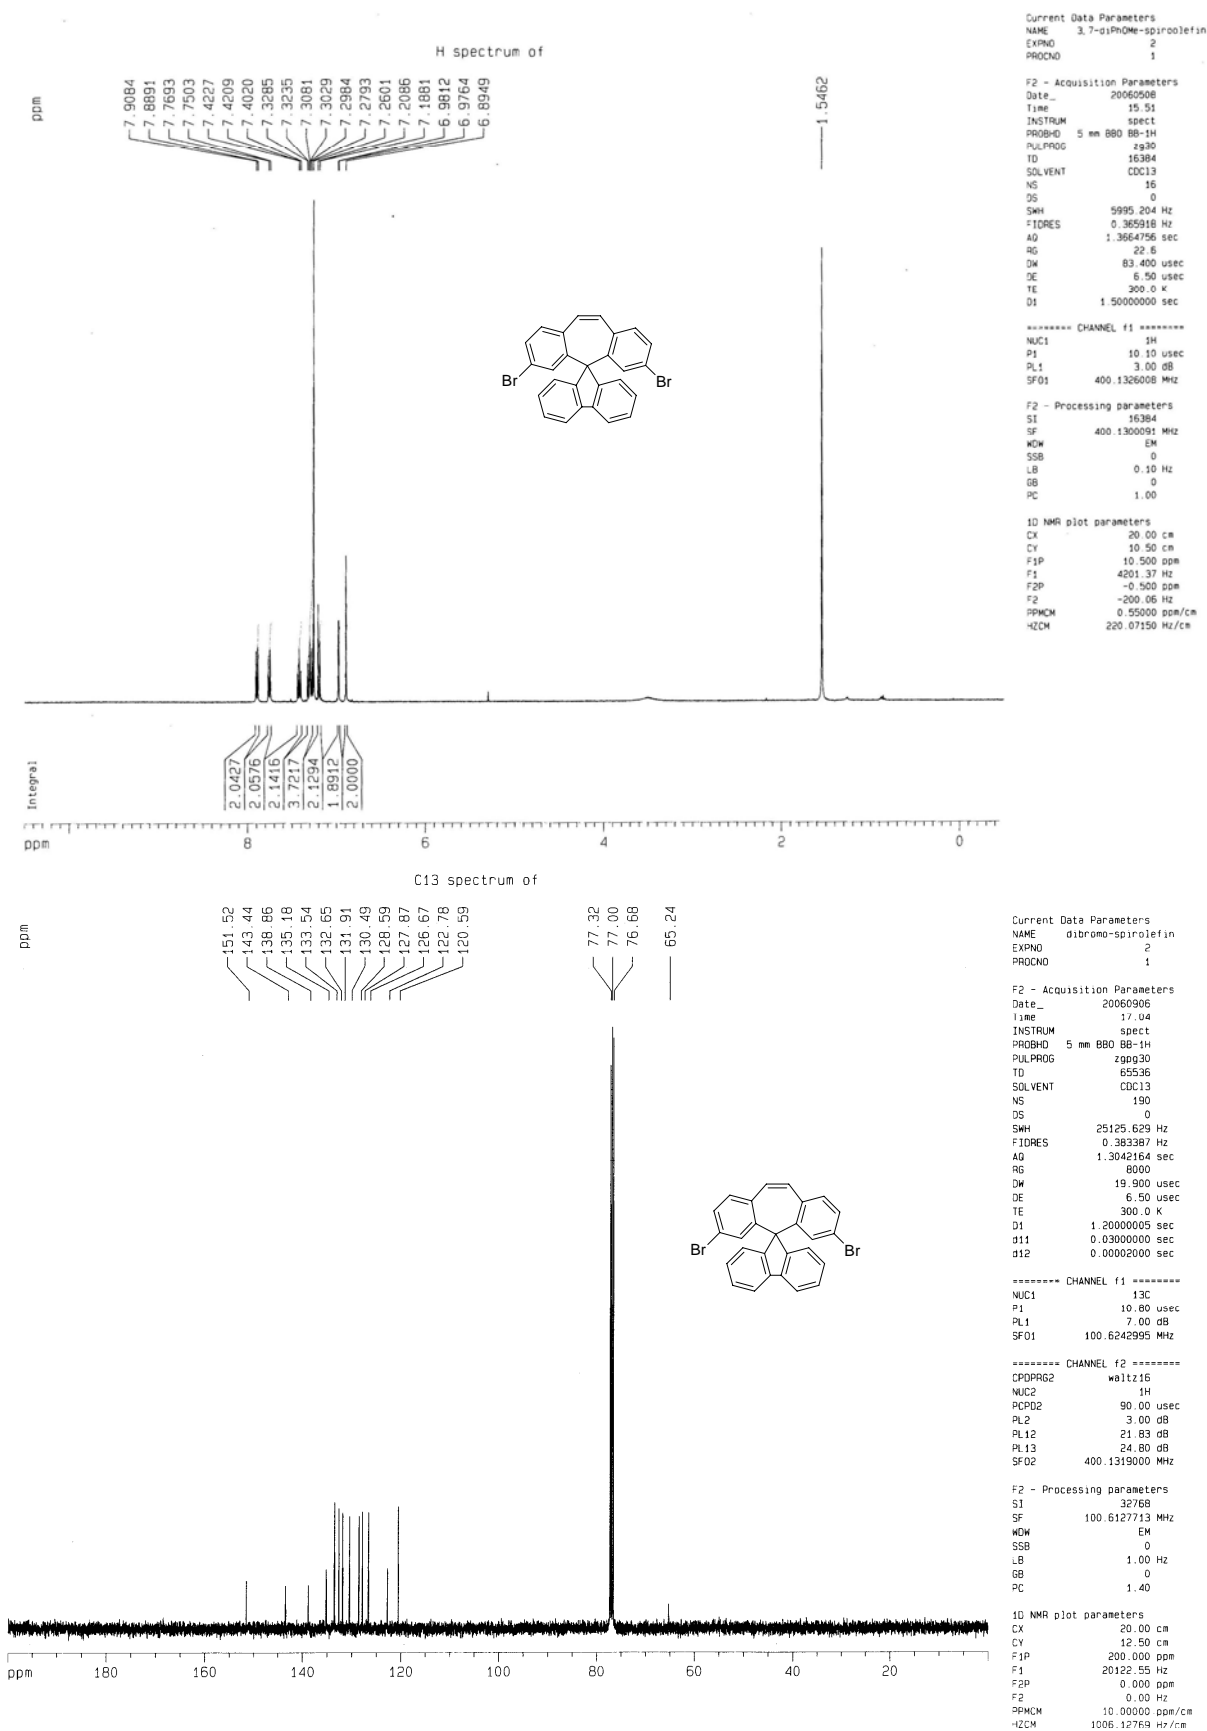 H spectrum of
ppm
7.9084
7.8891
7.7693
7.7503
7.4227
7.4209
7.4020
7.3285
7.3235
7.3081
7.3029
7.2984
7.2793
7.2601
7.2086
7.1881
6.9812
6.9764
6.8949
1.5462
Br
Br
Integral
2.0427
2.0576
2.1416
3.7217
2.1294
1.8912
2.0000
ppm
8
6
4
2
0
Current Data Parameters
NAME 3,7-diPhOMe-spiroolefin
EXPNO 2
PROCNO 1
F2 - Acquisition Parameters
Date_ 20060508
Time 15.51
INSTRUM spect
PROBHD 5 mm BBO BB-1H
PULPROG zg30
TD 16384
SOLVENT CDCl3
NS 16
DS 0
SWH 5995.204 Hz
FIDRES 0.365918 Hz
AQ 1.3664756 sec
RG 22.6
DW 83.400 usec
DE 6.50 usec
TE 300.0 K
D1 1.50000000 sec
======== CHANNEL f1 ========
NUC1 1H
P1 10.10 usec
PL1 3.00 dB
SFO1 400.1326008 MHz
F2 - Processing parameters
SI 16384
SF 400.1300091 MHz
WDW EM
SSB 0
LB 0.10 Hz
GB 0
PC 1.00
1D NMR plot parameters
CX 20.00 cm
CY 10.50 cm
F1P 10.500 ppm
F1 4201.37 Hz
F2P -0.500 ppm
F2 -200.06 Hz
PPMCM 0.55000 ppm/cm
HZCM 220.07150 Hz/cm
C13 spectrum of
ppm
151.52
143.44
138.86
135.18
133.54
132.65
131.91
130.49
128.59
127.87
126.67
122.78
120.59
77.32
77.00
76.68
65.24
Br
Br
ppm
180
160
140
120
100
80
60
40
20
Current Data Parameters
NAME dibromo-spirolefin
EXPNO 2
PROCNO 1
F2 - Acquisition Parameters
Date_ 20060906
Time 17.04
INSTRUM spect
PROBHD 5 mm BBO BB-1H
PULPROG zgpg30
TD 65536
SOLVENT CDCl3
NS 190
DS 0
SWH 25125.629 Hz
FIDRES 0.383387 Hz
AQ 1.3042164 sec
RG 8000
DW 19.900 usec
DE 6.50 usec
TE 300.0 K
D1 1.20000005 sec
d11 0.03000000 sec
d12 0.00002000 sec
======== CHANNEL f1 ========
NUC1 13C
P1 10.80 usec
PL1 7.00 dB
SFO1 100.6242995 MHz
======== CHANNEL f2 ========
CPDPRG2 waltz16
NUC2 1H
PCPD2 90.00 usec
PL2 3.00 dB
PL12 21.83 dB
PL13 24.80 dB
SFO2 400.1319000 MHz
F2 - Processing parameters
SI 32768
SF 100.6127713 MHz
WDW EM
SSB 0
LB 1.00 Hz
GB 0
PC 1.40
1D NMR plot parameters
CX 20.00 cm
CY 12.50 cm
F1P 200.000 ppm
F1 20122.55 Hz
F2P 0.000 ppm
F2 0.00 Hz
PPMCM 10.00000 ppm/cm
HZCM 1006.12769 Hz/cm